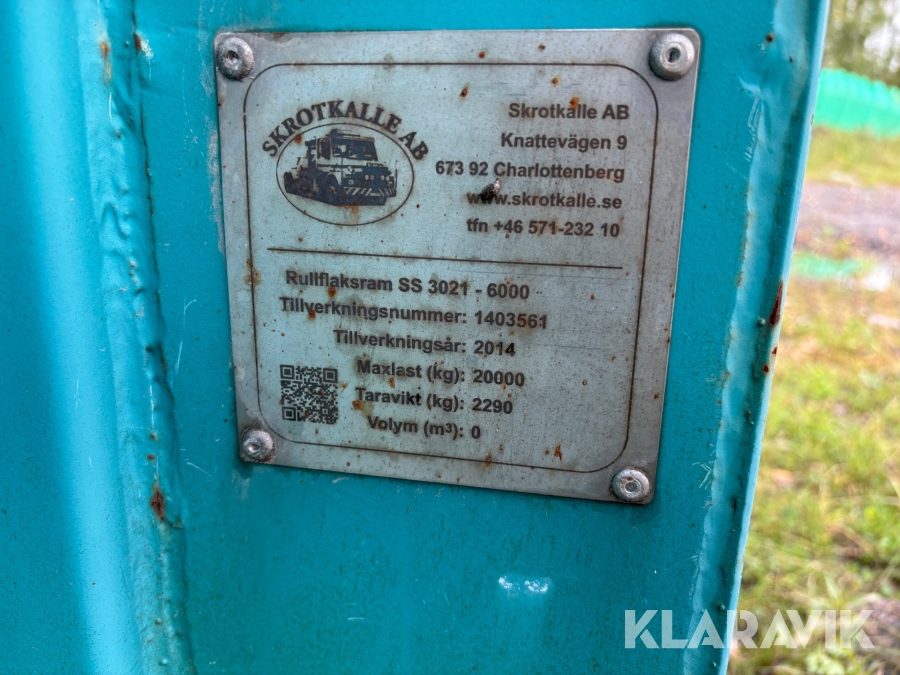 SKROTKALLE AB
Skrotkalle AB
Knattevägen 9
673 92 Charlottenberg
www.skrotkalle.se
tfn +46 571-232 10
Rullflaksram SS 3021 - 6000
Tillverkningsnummer: 1403561
Tillverkningsår: 2014
Maxlast (kg): 20000
Taravikt (kg): 2290
Volym (m³): 0
KLARAVIK